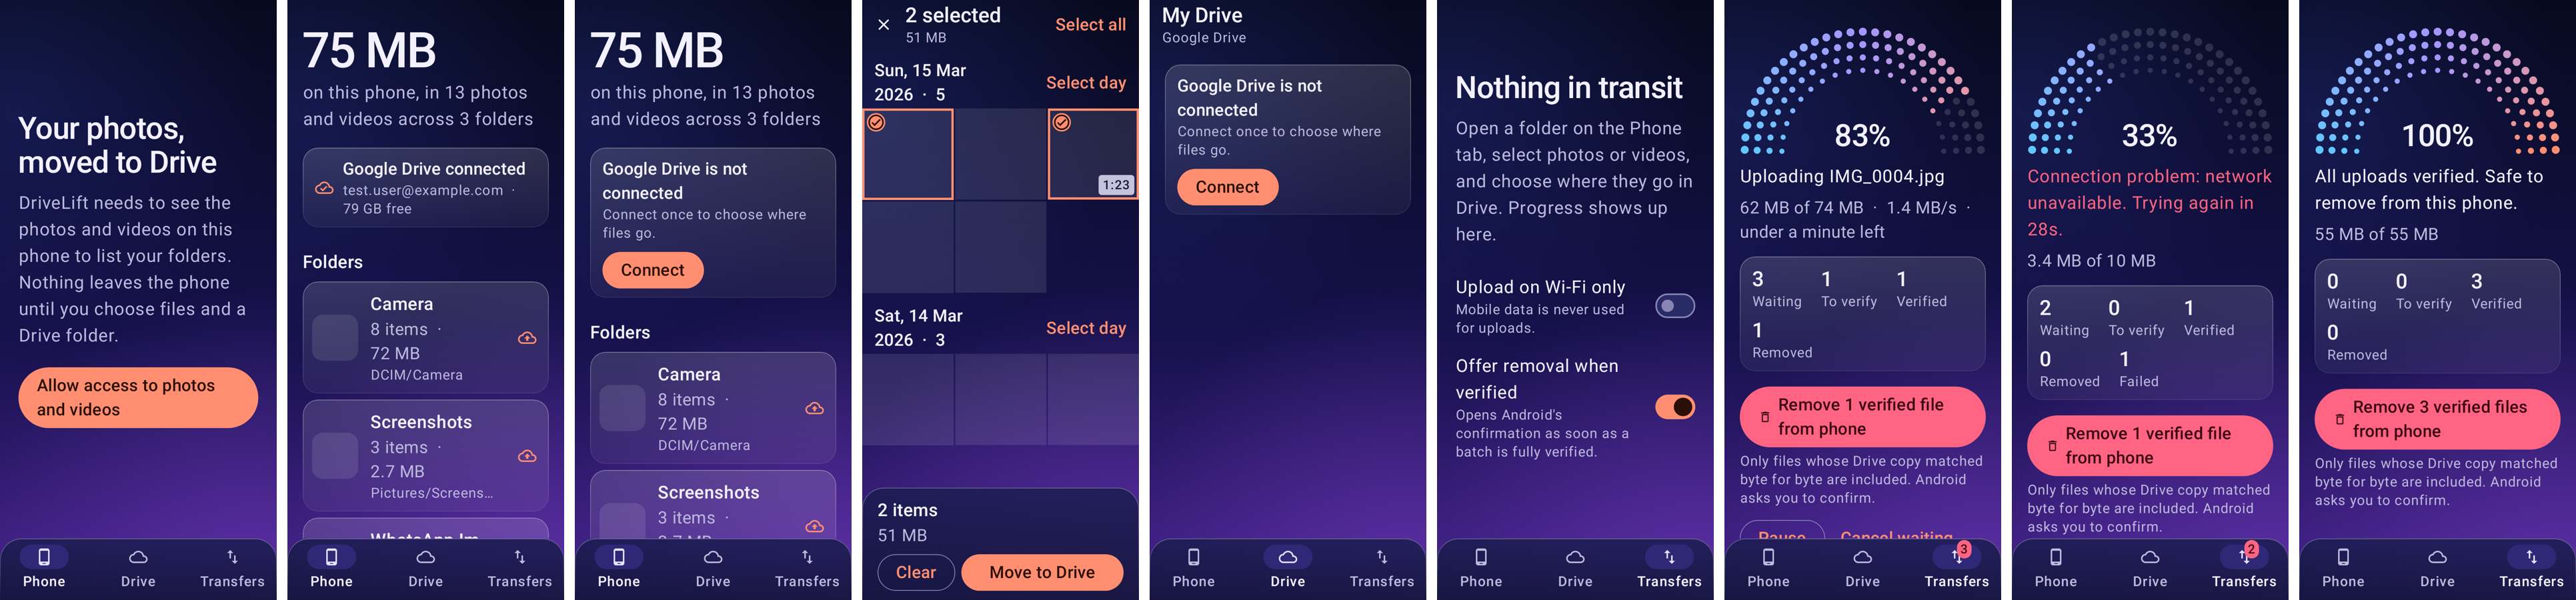 Your photos,
moved to Drive
DriveLift needs to see the
photos and videos on this
phone to list your folders.
Nothing leaves the phone
until you choose files and a
Drive folder.
Allow access to photos
and videos
Phone
Drive
Transfers
75 MB
on this phone, in 13 photos
and videos across 3 folders
Google Drive connected
test.user@example.com ·
79 GB free
Folders
Camera
8 items ·
72 MB
DCIM/Camera
Screenshots
3 items ·
2.7 MB
Pictures/Screens…
Phone
Drive
Transfers
75 MB
on this phone, in 13 photos
and videos across 3 folders
Google Drive is not
connected
Connect once to choose where
files go.
Connect
Folders
Camera
8 items ·
72 MB
DCIM/Camera
Screenshots
3 items ·
Phone
Drive
Transfers
2 selected
51 MB
Select all
Sun, 15 Mar
2026 · 5
Select day
1:23
Sat, 14 Mar
2026 · 3
Select day
2 items
51 MB
Clear
Move to Drive
My Drive
Google Drive
Google Drive is not
connected
Connect once to choose where
files go.
Connect
Phone
Drive
Transfers
Nothing in transit
Open a folder on the Phone
tab, select photos or videos,
and choose where they go in
Drive. Progress shows up
here.
Upload on Wi-Fi only
Mobile data is never used
for uploads.
Offer removal when
verified
Opens Android's
confirmation as soon as a
batch is fully verified.
Phone
Drive
Transfers
83%
Uploading IMG_0004.jpg
62 MB of 74 MB · 1.4 MB/s ·
under a minute left
3 1 1
Waiting To verify Verified
1
Removed
Remove 1 verified file
from phone
Only files whose Drive copy matched
byte for byte are included. Android
asks you to confirm.
Pause Cancel waiting
3
Phone
Drive
Transfers
33%
Connection problem: network
unavailable. Trying again in
28s.
3.4 MB of 10 MB
2 0 1
Waiting To verify Verified
0 1
Removed Failed
Remove 1 verified file
from phone
Only files whose Drive copy matched
byte for byte are included. Android
asks you to confirm.
2
Phone
Drive
Transfers
100%
All uploads verified. Safe to
remove from this phone.
55 MB of 55 MB
0 0 3
Waiting To verify Verified
0
Removed
Remove 3 verified files
from phone
Only files whose Drive copy matched
byte for byte are included. Android
asks you to confirm.
Phone
Drive
Transfers